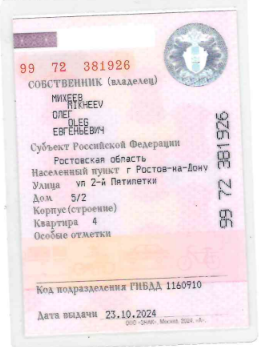 99 72 381926
СОБСТВЕННИК (владелец)
МИХЕЕВ
MIKHEEV
ОЛЕГ
OLEG
ЕВГЕНЬЕВИЧ
Субъект Российской Федерации
Ростовская область
Населенный пункт г Ростов-на-Дону
Улица ул 2-й Пятилетки
Дом 5/2
Корпус (строение)
Квартира 4
Особые отметки
Код подразделения ГИБДД 1160910
Дата выдачи 23.10.2024
99 72 381926